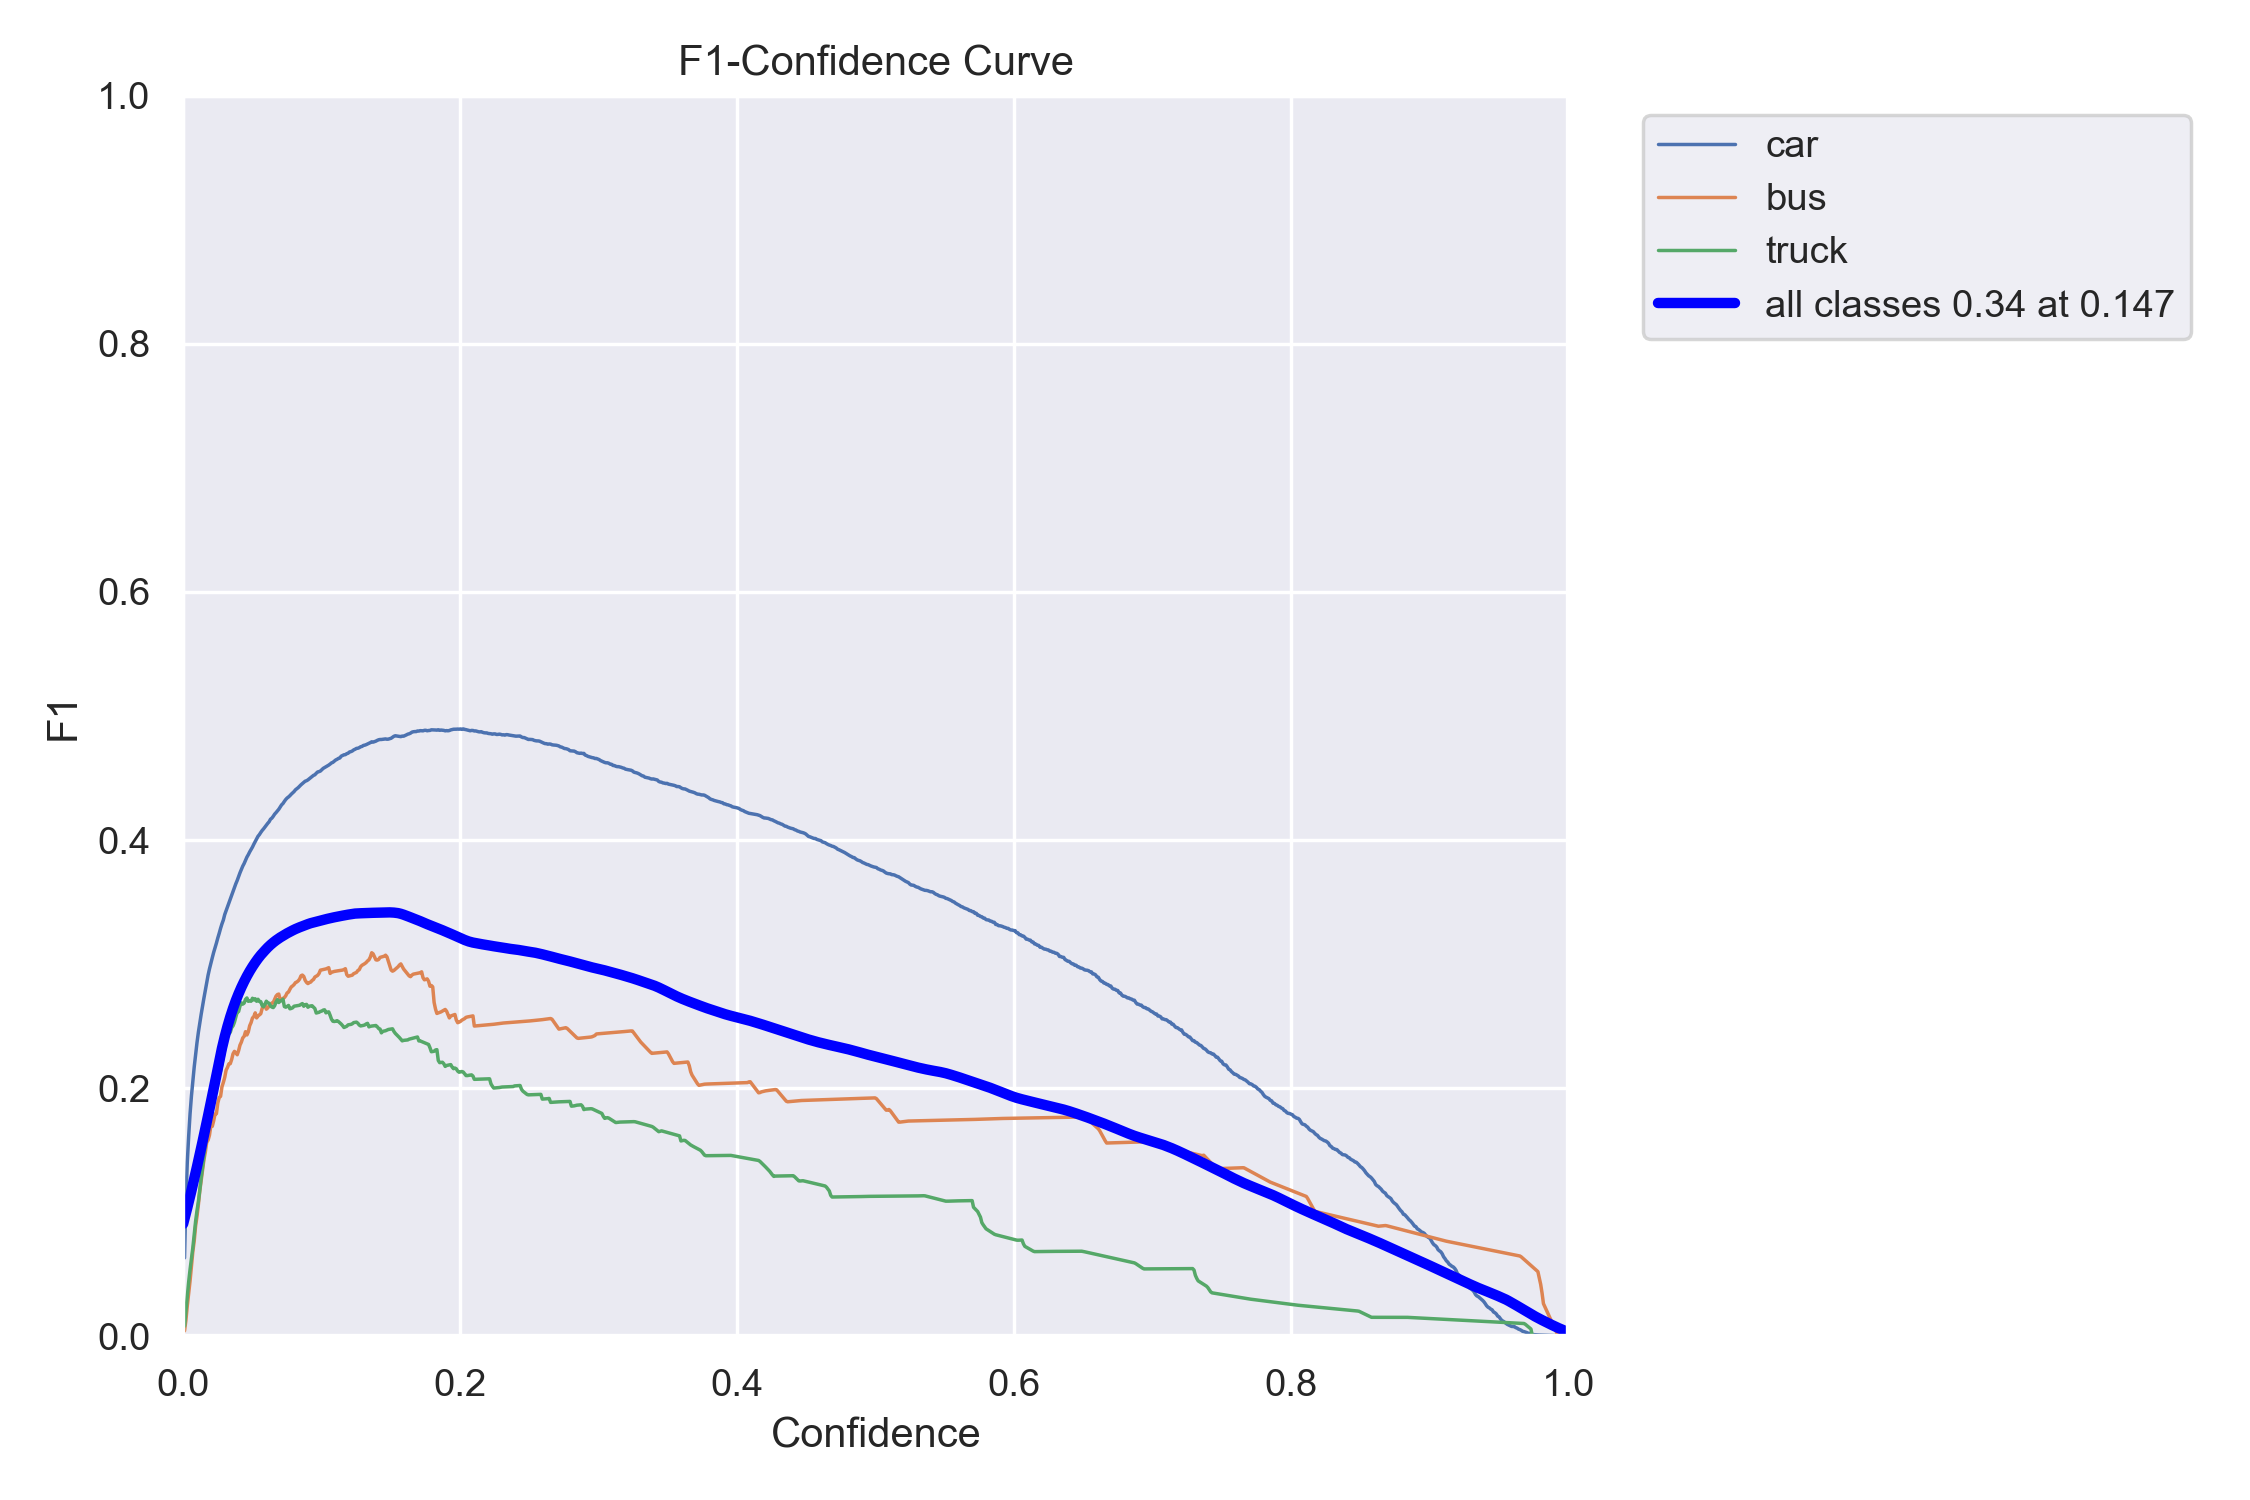 F1-Confidence Curve
1.0
0.8
0.6
0.4
0.2
0.0
F1
0.0 0.2 0.4 0.6 0.8 1.0
Confidence
car
bus
truck
all classes 0.34 at 0.147